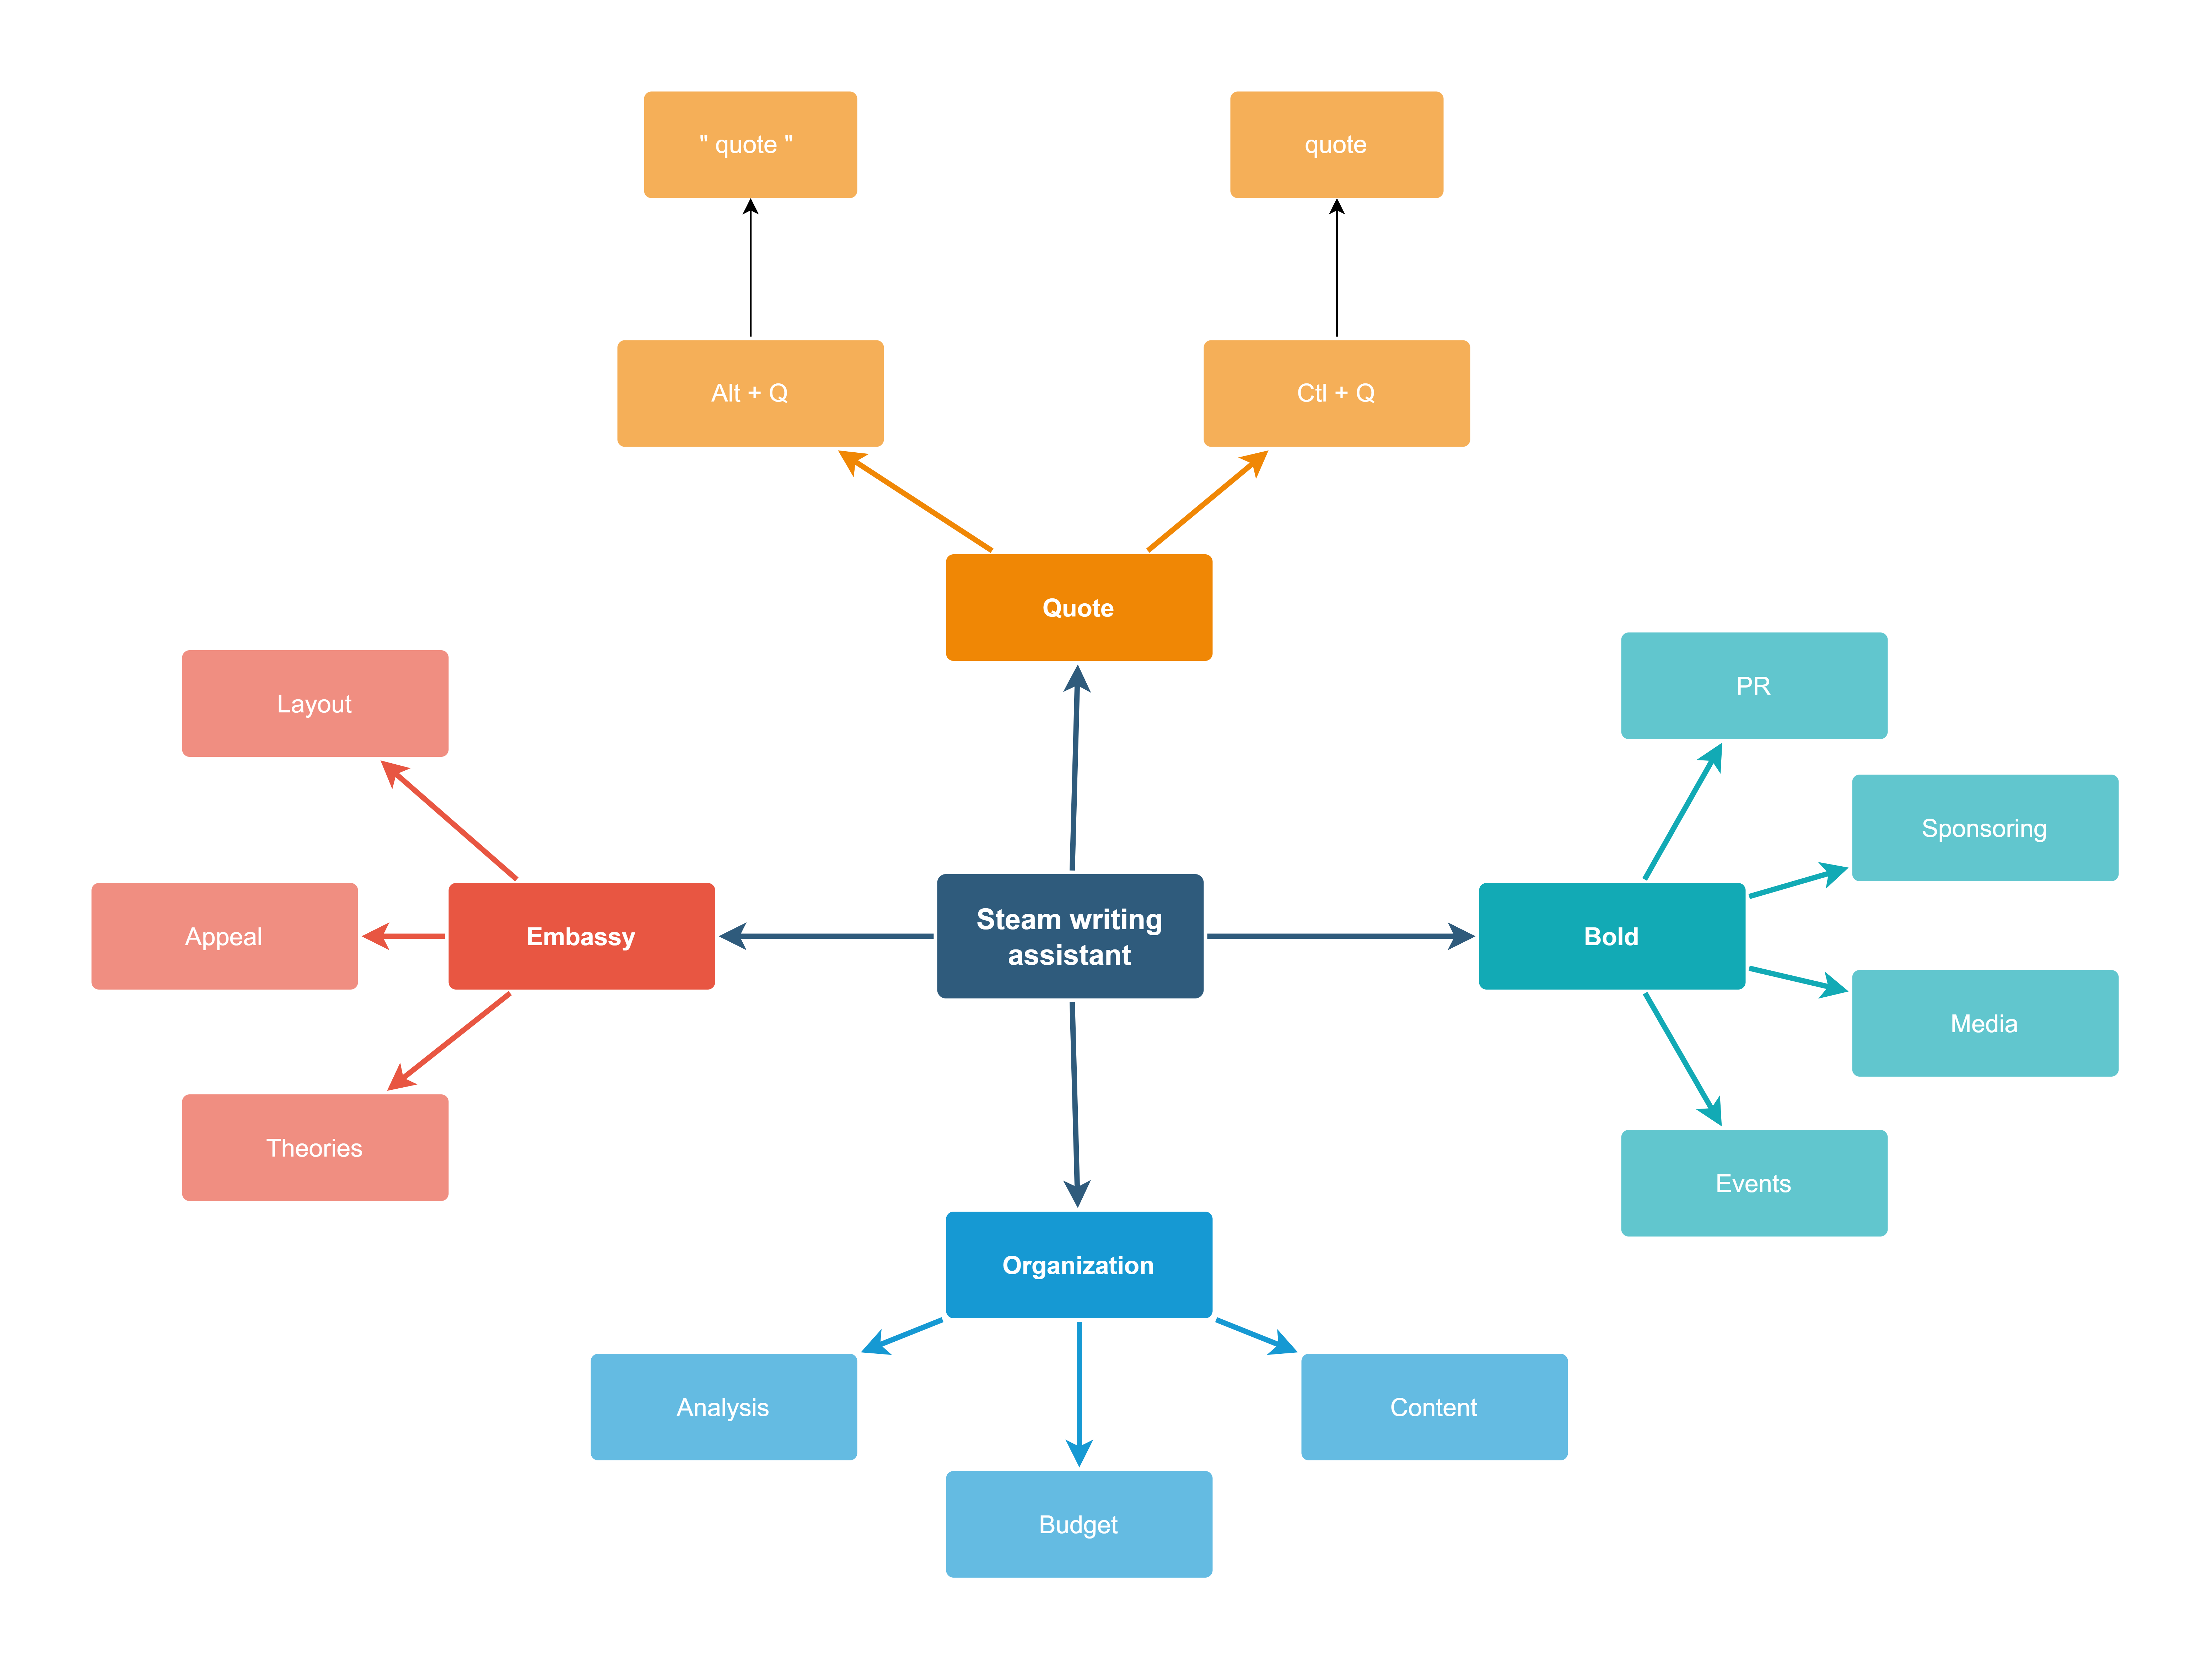 " quote "
quote
Alt + Q
Ctl + Q
Quote
Layout
PR
Sponsoring
Appeal
Embassy
Steam writing
assistant
Bold
Media
Theories
Events
Organization
Analysis
Content
Budget